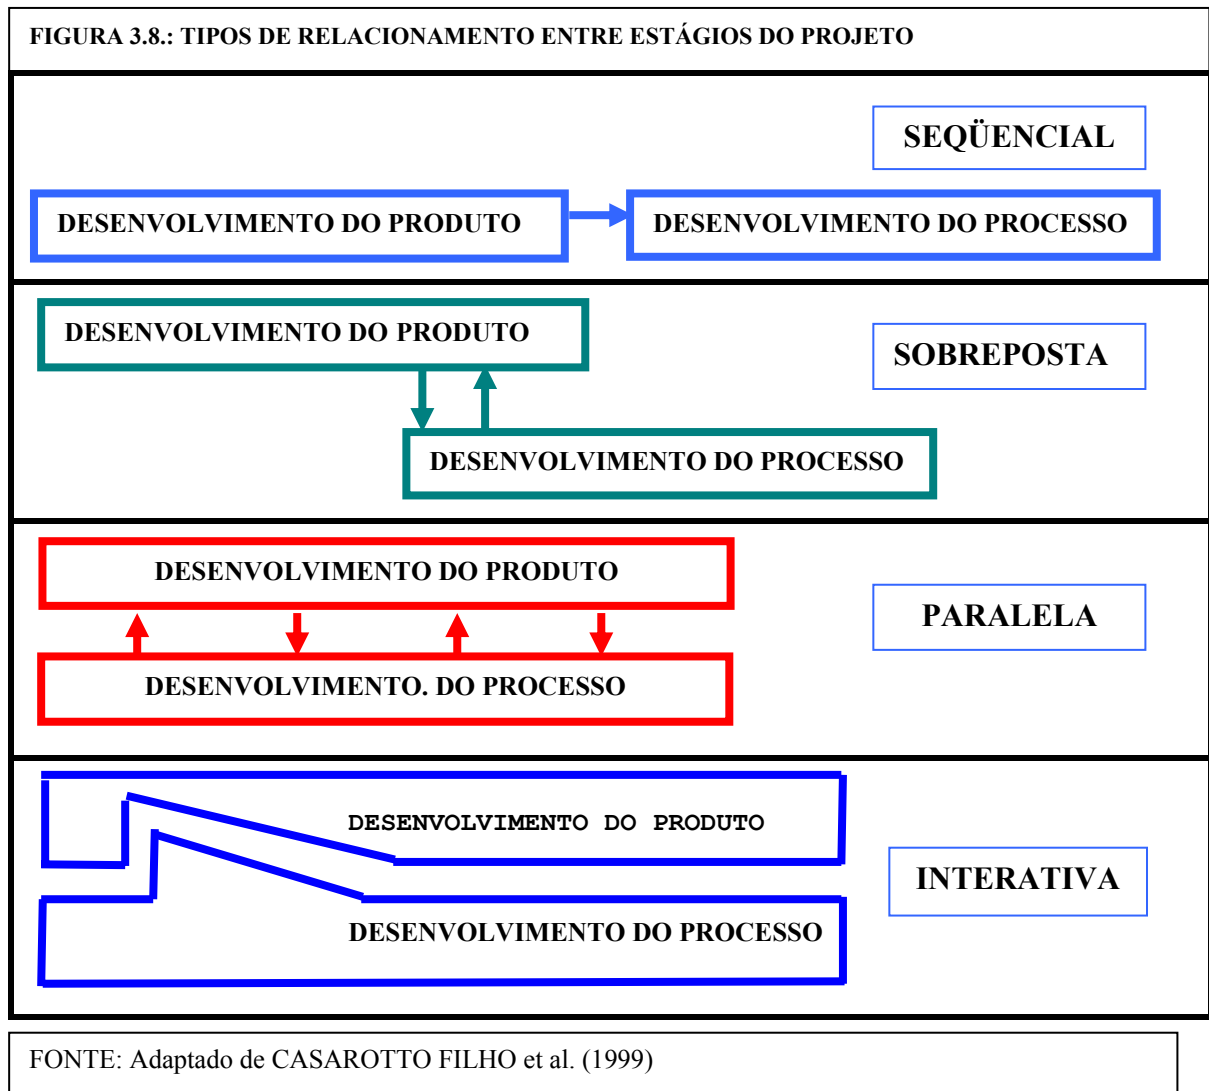 FIGURA 3.8.: TIPOS DE RELACIONAMENTO ENTRE ESTÁGIOS DO PROJETO
SEQÜENCIAL
DESENVOLVIMENTO DO PRODUTO
DESENVOLVIMENTO DO PROCESSO
DESENVOLVIMENTO DO PRODUTO
SOBREPOSTA
DESENVOLVIMENTO DO PROCESSO
DESENVOLVIMENTO DO PRODUTO
PARALELA
DESENVOLVIMENTO. DO PROCESSO
DESENVOLVIMENTO DO PRODUTO
INTERATIVA
DESENVOLVIMENTO DO PROCESSO
FONTE: Adaptado de CASAROTTO FILHO et al. (1999)